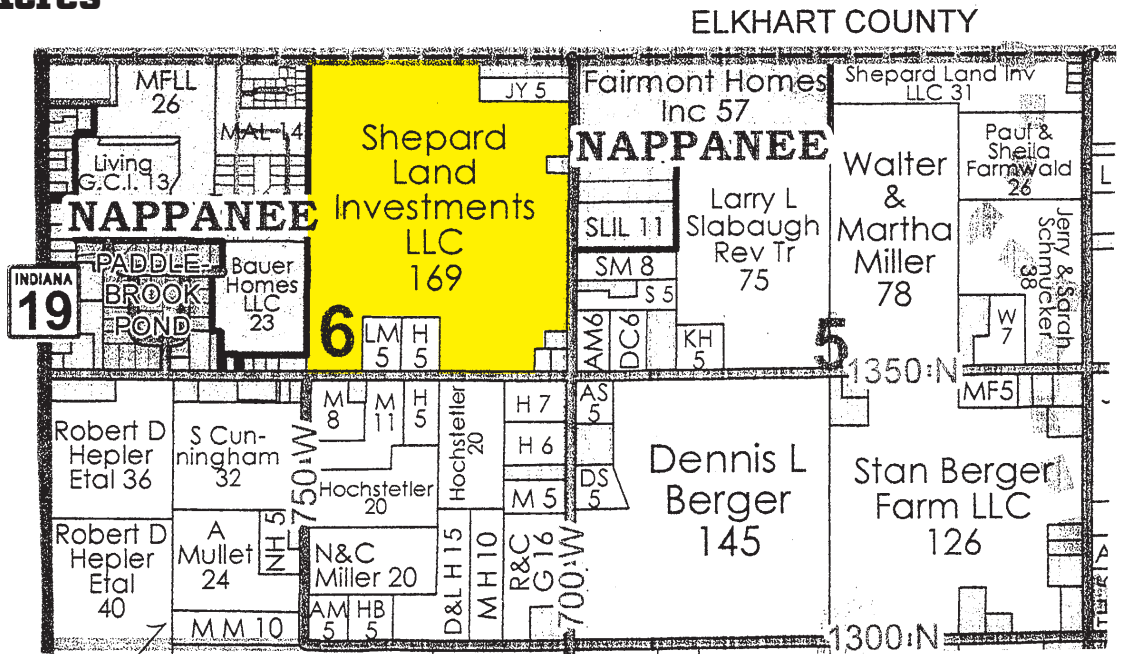 ELKHART COUNTY
MFLL
26
MAL 14
Living
G.C.I. 13
NAPPANEE
PADDLE
BROOK
POND
Bauer
Homes
LLC
23
INDIANA
19
Shepard
Land
Investments
LLC
169
JY 5
6
LM
5
H
5
Fairmont Homes
Inc 57
NAPPANEE
SLIL 11
SM 8
S 5
AM6
DC6
KH
5
Larry L
Slabaugh
Rev Tr
75
Shepard Land Inv
LLC 31
Walter
&
Martha
Miller
78
Paul &
Sheila
Farmwald
26
Jerry & Sarah
Schmucker
38
W
7
5
1350 N
Robert D
Hepler
Etal 36
S Cun-
ningham
32
Robert D
Hepler
Etal
40
A
Mullet
24
NH 5
M M 10
750 W
M
8
M
11
H
5
Hochstetler
20
Hochstetler
20
H 7
H 6
M 5
N&C
Miller 20
AM
5
HB
5
D&L H 15
M H 10
R&C
G 16
700 W
AS
5
DS
5
Dennis L
Berger
145
MF5
Stan Berger
Farm LLC
126
1300 N